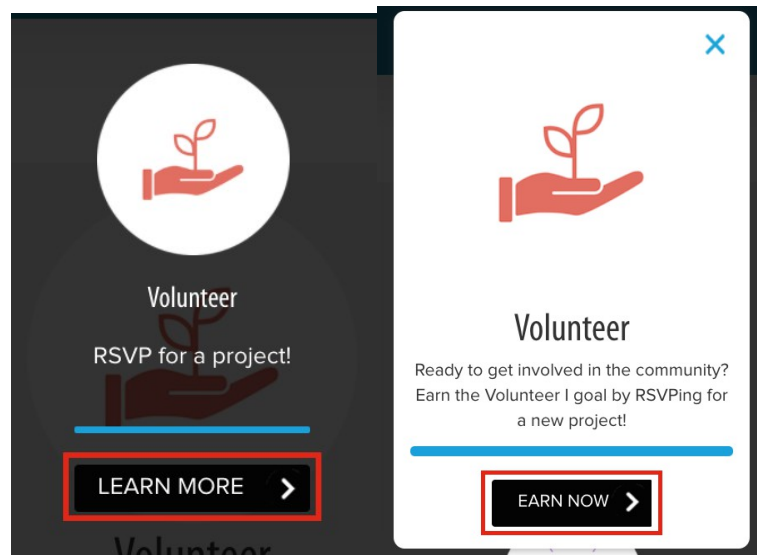 Volunteer
RSVP for a project!
LEARN MORE
Volunteer
Volunteer
Ready to get involved in the community?
Earn the Volunteer I goal by RSVPing for
a new project!
EARN NOW